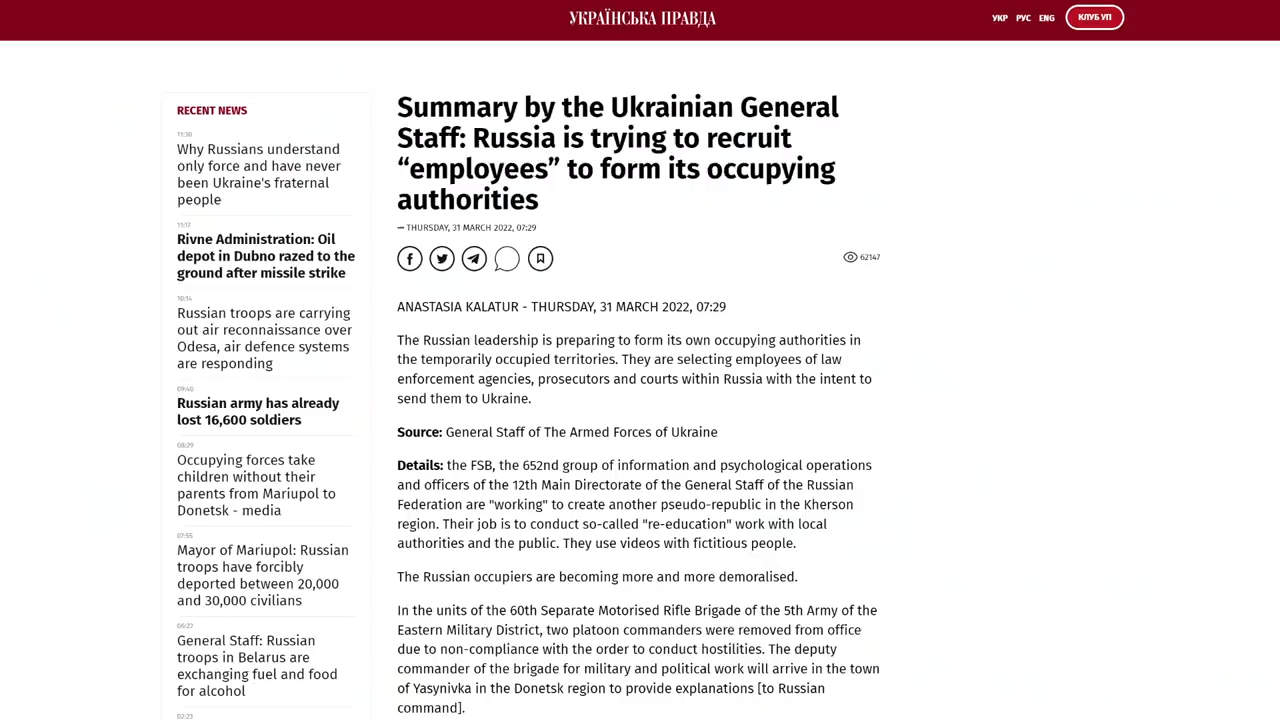 УКРАЇНСЬКА ПРАВДА
УКР РУС ENG КЛУБ УП
RECENT NEWS
11:30
Why Russians understand
only force and have never
been Ukraine's fraternal
people
11:17
Rivne Administration: Oil
depot in Dubno razed to the
ground after missile strike
10:14
Russian troops are carrying
out air reconnaissance over
Odesa, air defence systems
are responding
09:40
Russian army has already
lost 16,600 soldiers
08:29
Occupying forces take
children without their
parents from Mariupol to
Donetsk - media
07:55
Mayor of Mariupol: Russian
troops have forcibly
deported between 20,000
and 30,000 civilians
06:22
General Staff: Russian
troops in Belarus are
exchanging fuel and food
for alcohol
02:23
Summary by the Ukrainian General
Staff: Russia is trying to recruit
“employees” to form its occupying
authorities
— THURSDAY, 31 MARCH 2022, 07:29
62147
ANASTASIA KALATUR - THURSDAY, 31 MARCH 2022, 07:29
The Russian leadership is preparing to form its own occupying authorities in
the temporarily occupied territories. They are selecting employees of law
enforcement agencies, prosecutors and courts within Russia with the intent to
send them to Ukraine.
Source: General Staff of The Armed Forces of Ukraine
Details: the FSB, the 652nd group of information and psychological operations
and officers of the 12th Main Directorate of the General Staff of the Russian
Federation are "working" to create another pseudo-republic in the Kherson
region. Their job is to conduct so-called "re-education" work with local
authorities and the public. They use videos with fictitious people.
The Russian occupiers are becoming more and more demoralised.
In the units of the 60th Separate Motorised Rifle Brigade of the 5th Army of the
Eastern Military District, two platoon commanders were removed from office
due to non-compliance with the order to conduct hostilities. The deputy
commander of the brigade for military and political work will arrive in the town
of Yasynivka in the Donetsk region to provide explanations [to Russian
command].